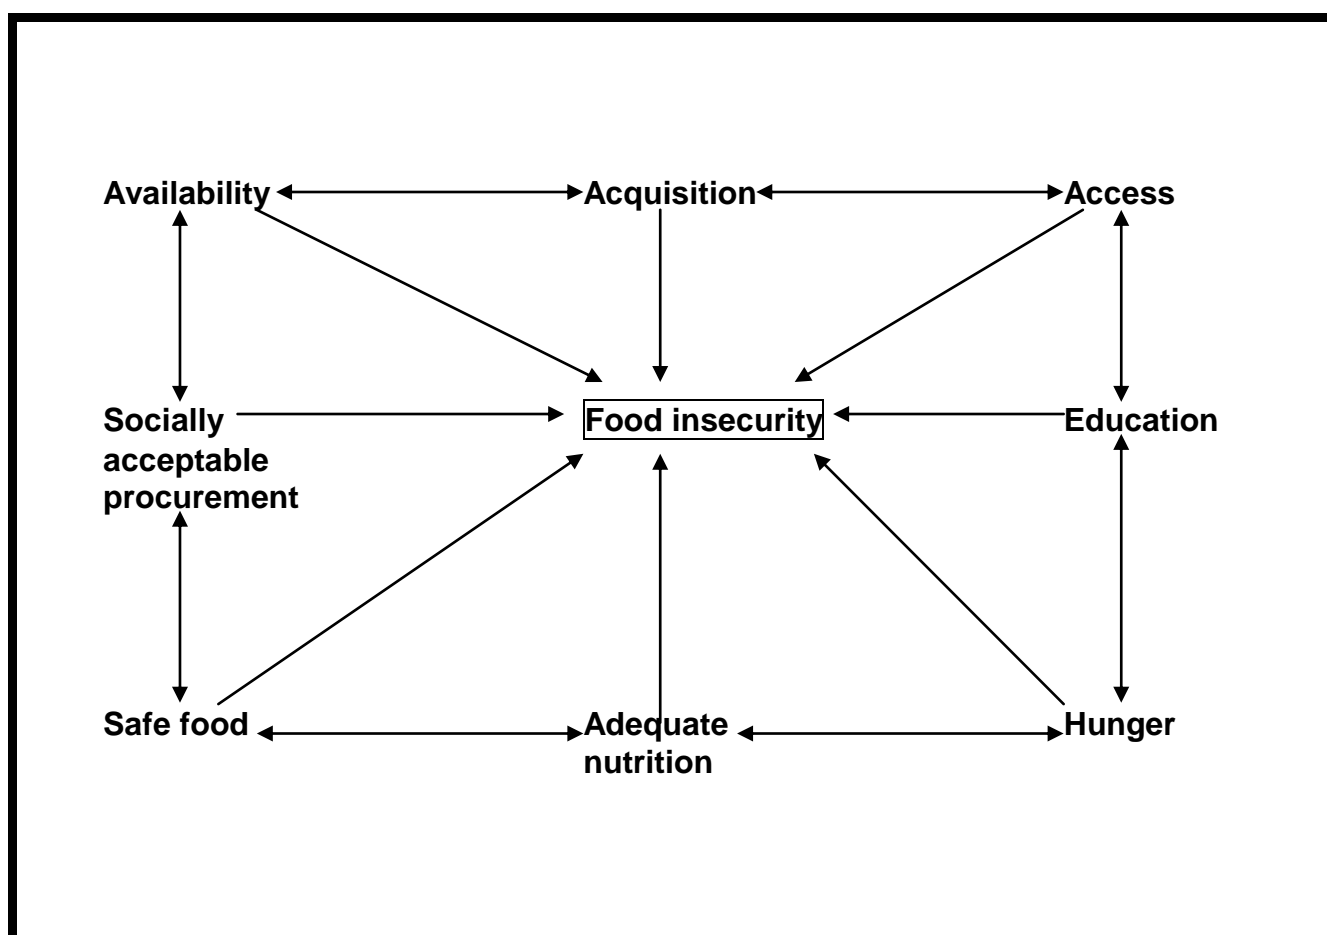 Availability
Acquisition
Access
Socially
acceptable
procurement
Food insecurity
Education
Safe food
Adequate
nutrition
Hunger